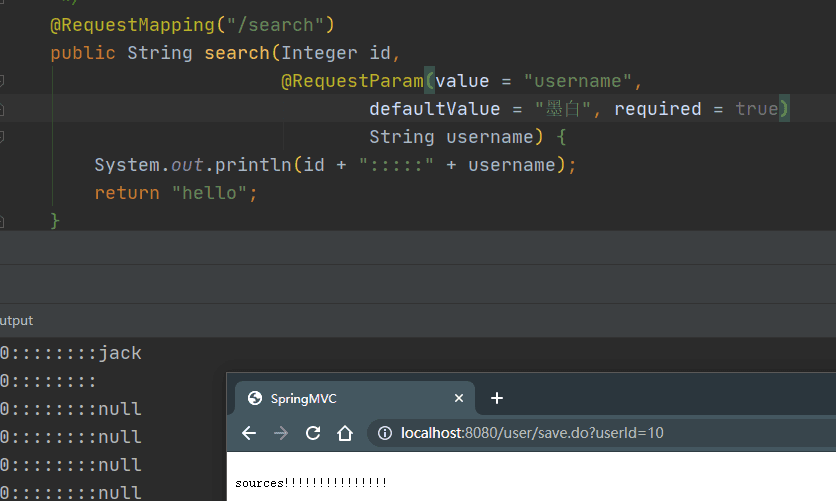 */
@RequestMapping("/search")
public String search(Integer id,
@RequestParam(value = "username",
defaultValue = "墨白", required = true)
String username) {
System.out.println(id + ":::::" + username);
return "hello";
}
utput
0::::::::jack
0::::::::
0::::::::null
0::::::::null
0::::::::null
0::::::::null
SpringMVC
localhost:8080/user/save.do?userId=10
sources!!!!!!!!!!!!!!!